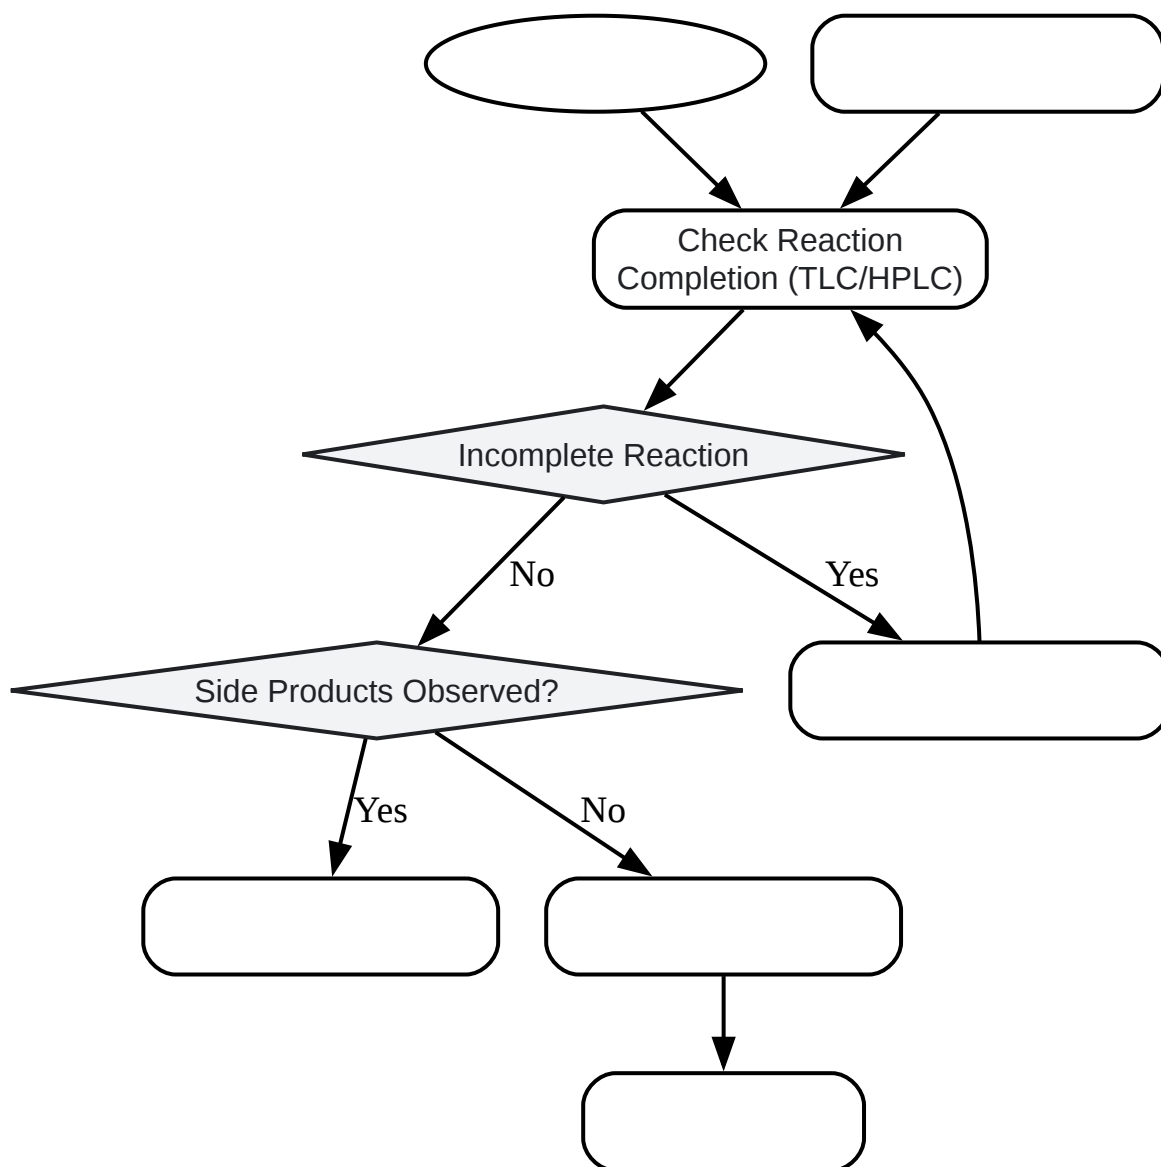 Check Reaction
Completion (TLC/HPLC)
Incomplete Reaction
No
Yes
Side Products Observed?
Yes
No